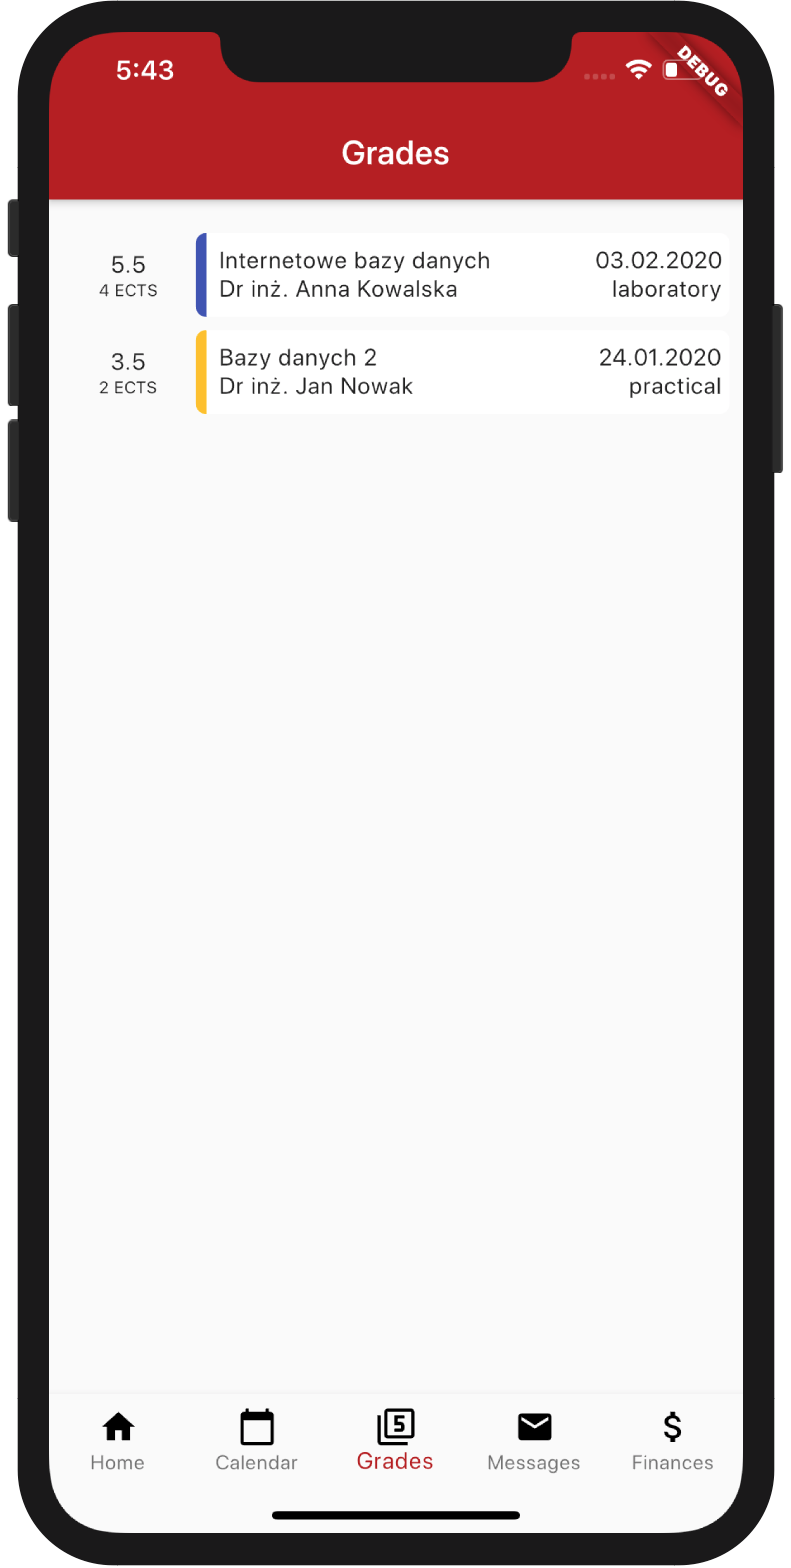 5:43
DEBUG
Grades
5.5
4 ECTS
Internetowe bazy danych
Dr inż. Anna Kowalska
03.02.2020
laboratory
3.5
2 ECTS
Bazy danych 2
Dr inż. Jan Nowak
24.01.2020
practical
5
Home
Calendar
Grades
Messages
Finances